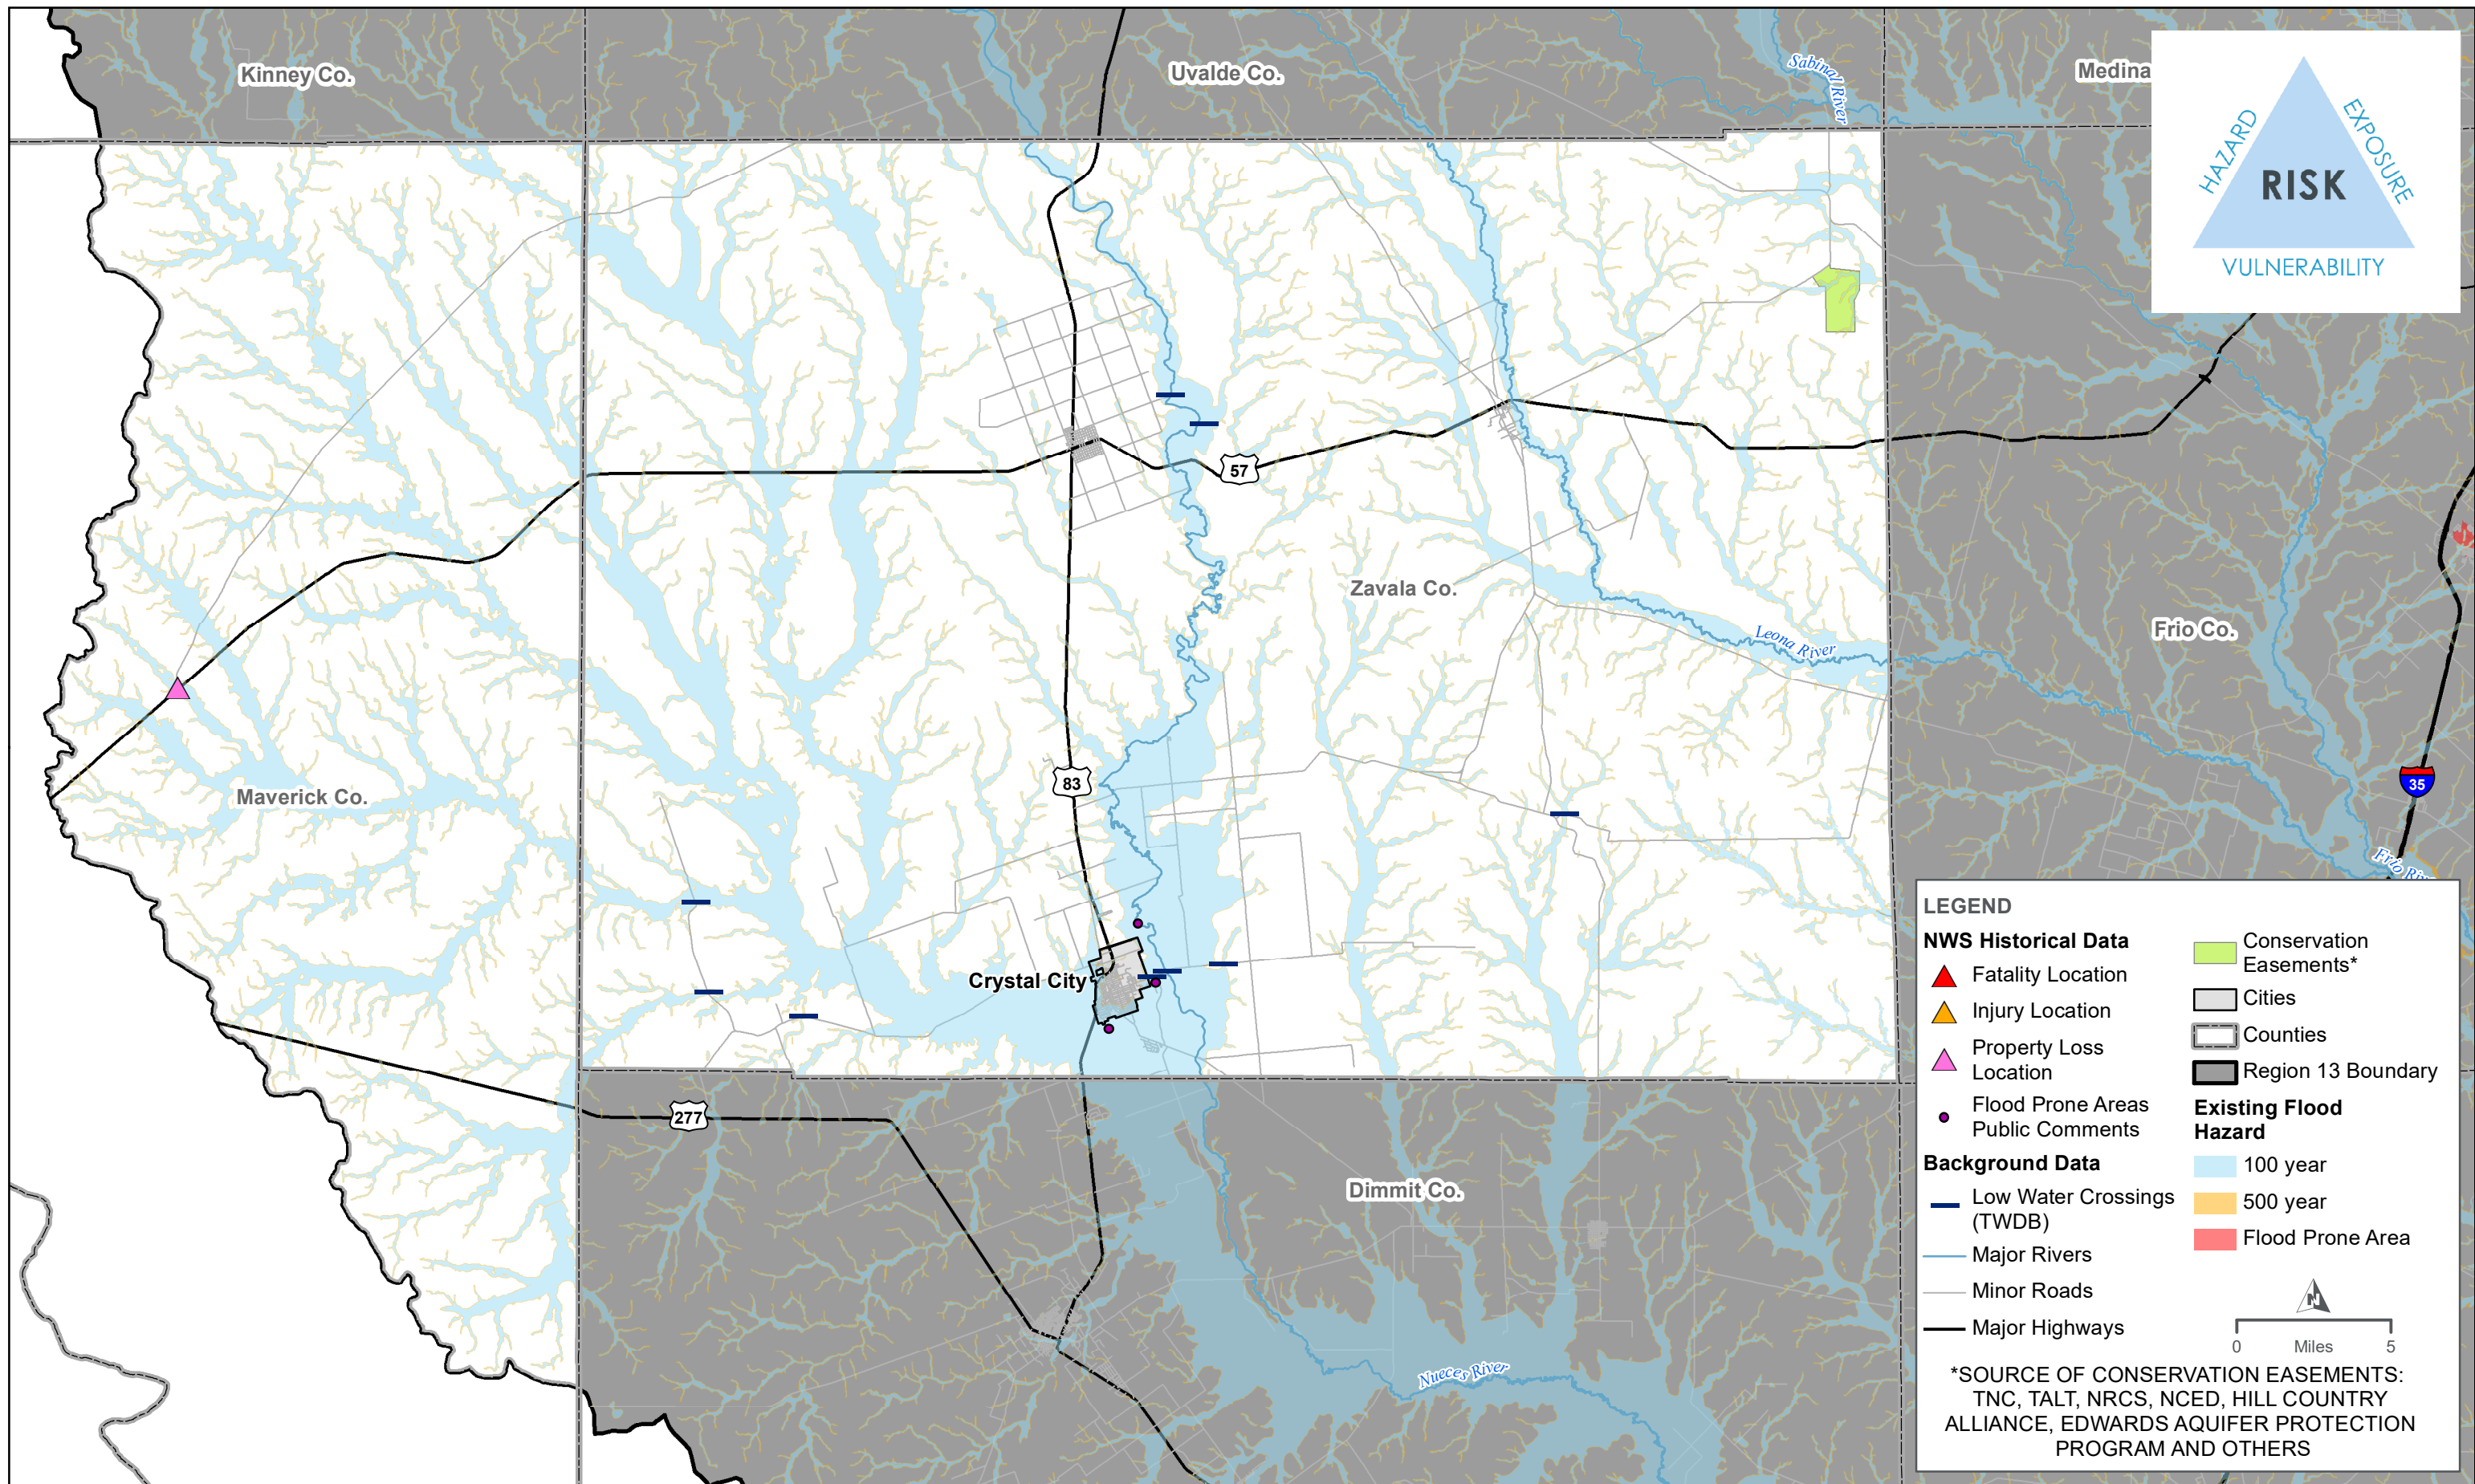 Kinney Co.
Uvalde Co.
Sabinal River
Medina
HAZARD
EXPOSURE
RISK
VULNERABILITY
57
Zavala Co.
Leona River
Frio Co.
83
Maverick Co.
35
Frio
Crystal City
277
Dimmit Co.
Nueces River
LEGEND
NWS Historical Data
Fatality Location
Injury Location
Property Loss
Location
Flood Prone Areas
Public Comments
Background Data
Low Water Crossings
(TWDB)
Major Rivers
Minor Roads
Major Highways
Conservation
Easements*
Cities
Counties
Region 13 Boundary
Existing Flood
Hazard
100 year
500 year
Flood Prone Area
N
0 Miles 5
*SOURCE OF CONSERVATION EASEMENTS:
TNC, TALT, NRCS, NCED, HILL COUNTRY
ALLIANCE, EDWARDS AQUIFER PROTECTION
PROGRAM AND OTHERS